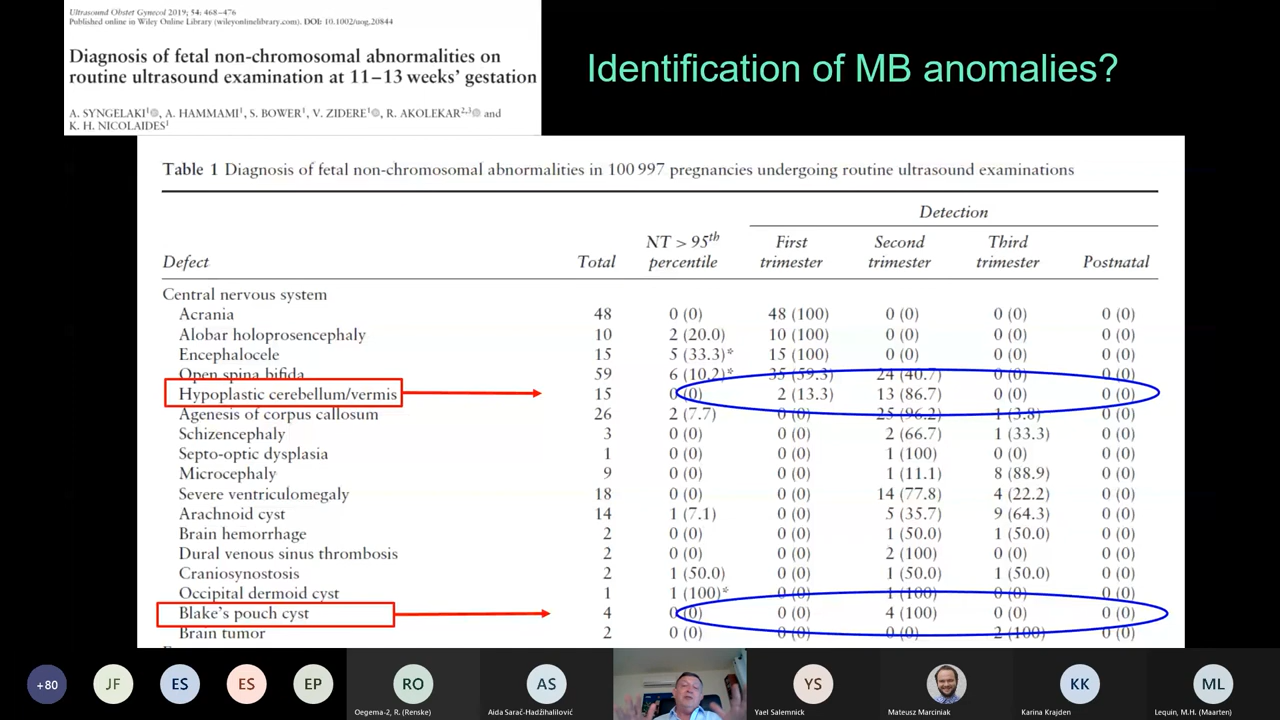 Ultrasound Obstet Gynecol 2019; 54: 468–476
Published online in Wiley Online Library (wileyonlinelibrary.com). DOI: 10.1002/uog.20844
Diagnosis of fetal non-chromosomal abnormalities on
routine ultrasound examination at 11–13 weeks' gestation
A. SYNGELAKI¹, A. HAMMAMI¹, S. BOWER¹, V. ZIDERE¹, R. AKOLEKAR²,³ and
K. H. NICOLAIDES¹
Identification of MB anomalies?
Table 1 Diagnosis of fetal non-chromosomal abnormalities in 100 997 pregnancies undergoing routine ultrasound examinations
Detection
NT > 95th First Second Third
Defect Total percentile trimester trimester trimester Postnatal
Central nervous system
Acrania 48 0 (0) 48 (100) 0 (0) 0 (0) 0 (0)
Alobar holoprosencephaly 10 2 (20.0) 10 (100) 0 (0) 0 (0) 0 (0)
Encephalocele 15 5 (33.3)* 15 (100) 0 (0) 0 (0) 0 (0)
Open spina bifida 59 6 (10.2)* 35 (59.3) 24 (40.7) 0 (0) 0 (0)
Hypoplastic cerebellum/vermis 15 0 (0) 2 (13.3) 13 (86.7) 0 (0) 0 (0)
Agenesis of corpus callosum 26 2 (7.7) 0 (0) 25 (96.2) 1 (3.8) 0 (0)
Schizencephaly 3 0 (0) 0 (0) 2 (66.7) 1 (33.3) 0 (0)
Septo-optic dysplasia 1 0 (0) 0 (0) 1 (100) 0 (0) 0 (0)
Microcephaly 9 0 (0) 0 (0) 1 (11.1) 8 (88.9) 0 (0)
Severe ventriculomegaly 18 0 (0) 0 (0) 14 (77.8) 4 (22.2) 0 (0)
Arachnoid cyst 14 1 (7.1) 0 (0) 5 (35.7) 9 (64.3) 0 (0)
Brain hemorrhage 2 0 (0) 0 (0) 1 (50.0) 1 (50.0) 0 (0)
Dural venous sinus thrombosis 2 0 (0) 0 (0) 2 (100) 0 (0) 0 (0)
Craniosynostosis 2 1 (50.0) 0 (0) 1 (50.0) 1 (50.0) 0 (0)
Occipital dermoid cyst 1 1 (100)* 0 (0) 1 (100) 0 (0) 0 (0)
Blake's pouch cyst 4 0 (0) 0 (0) 4 (100) 0 (0) 0 (0)
Brain tumor 2 0 (0) 0 (0) 0 (0) 2 (100) 0 (0)
+80 JF ES ES EP RO AS YS KK ML
Oegema-2, R. (Renske) Aida Sarač-Hadžihalilović Yael Salemnick Mateusz Marciniak Karina Krajden Lequin, M.H. (Maarten)